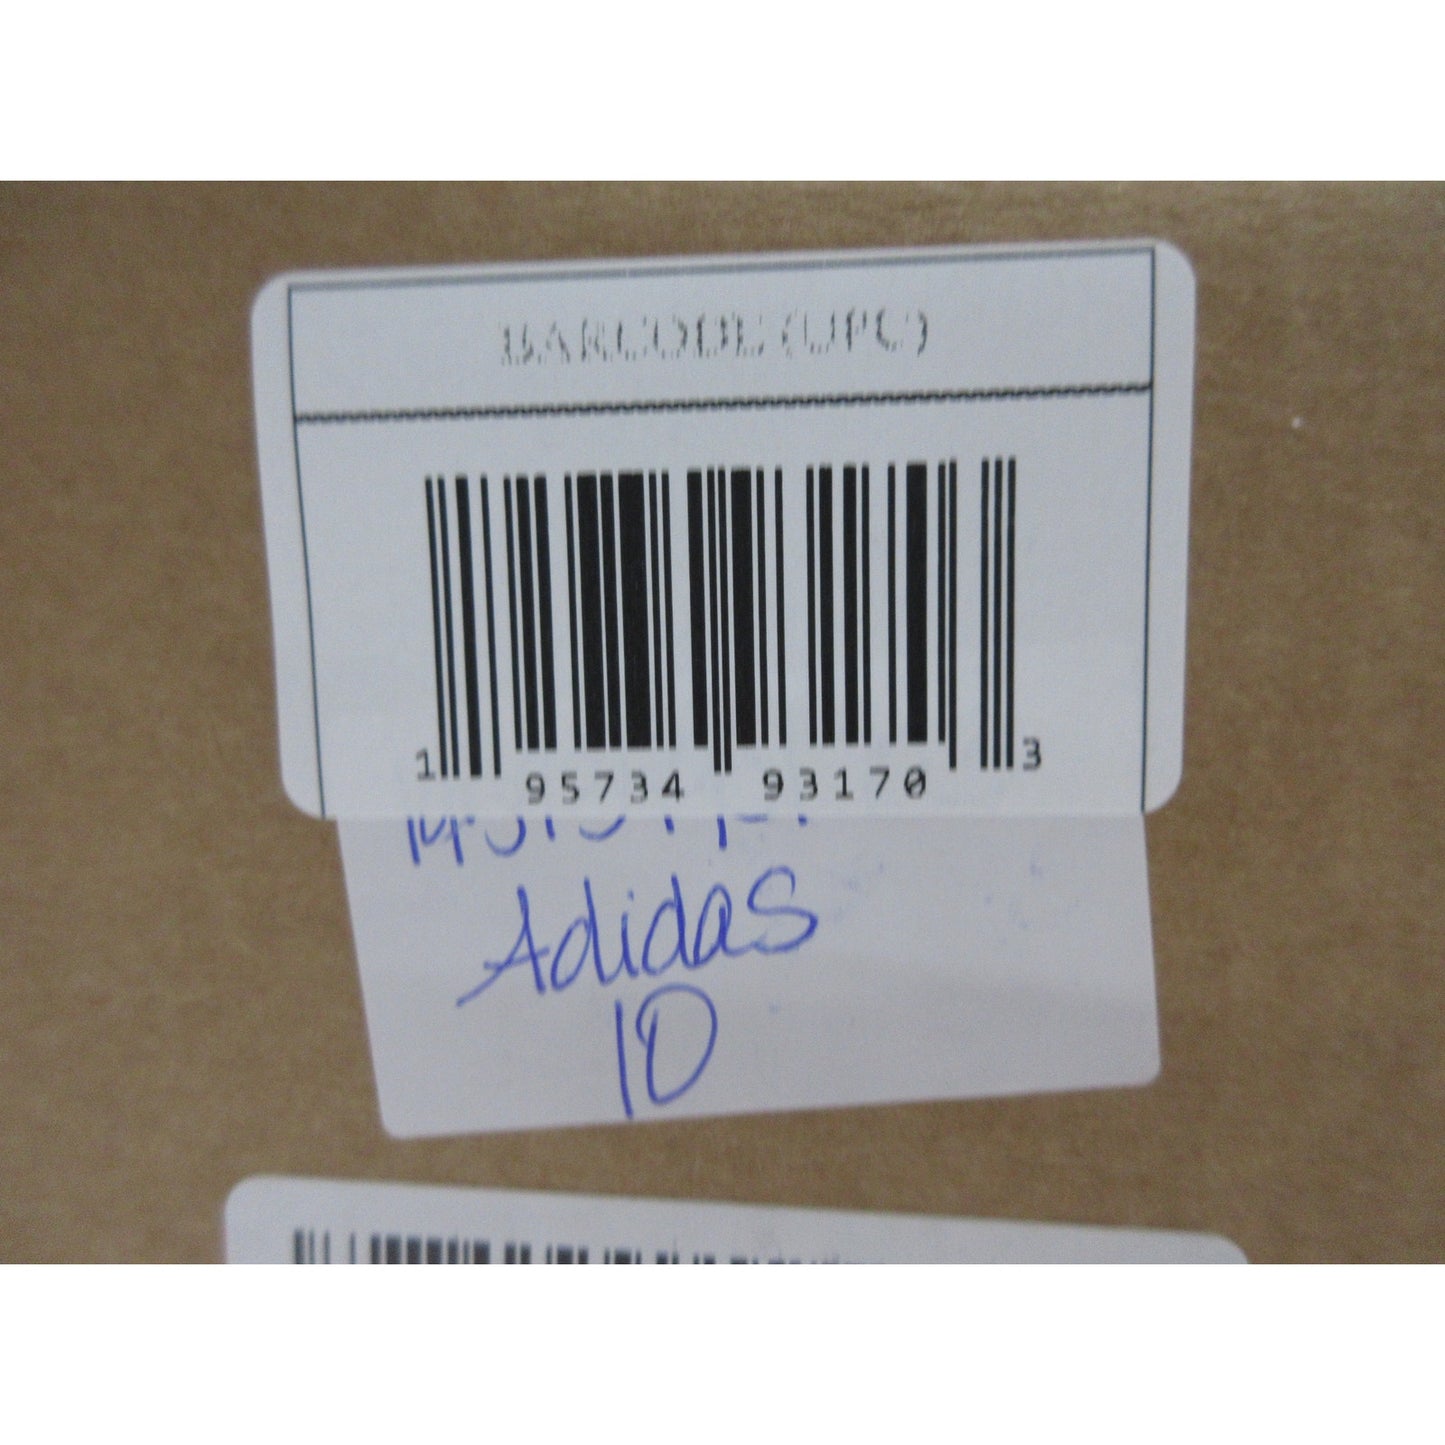 BARCODE (UPC)
1 95734 93170 3
Adidas
10